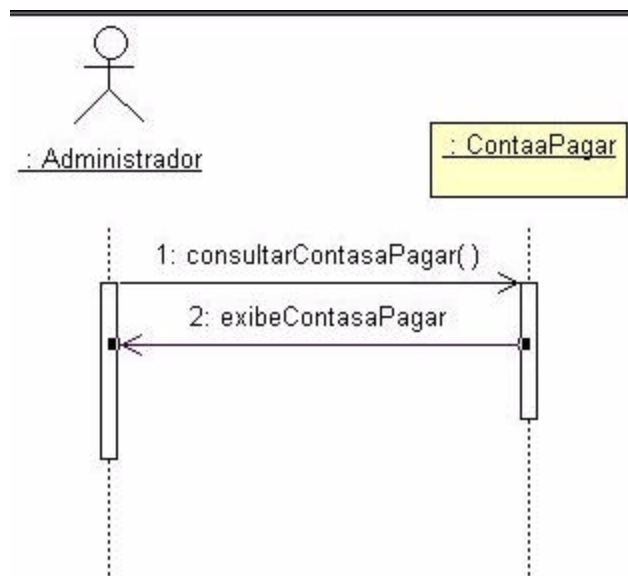 : Administrador
: ContaaPagar
1: consultarContasaPagar( )
2: exibeContasaPagar